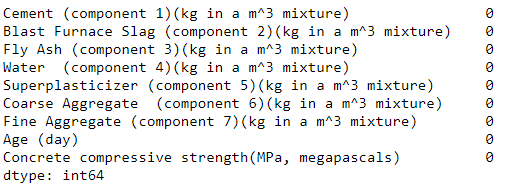 Cement (component 1)(kg in a m^3 mixture) 0
Blast Furnace Slag (component 2)(kg in a m^3 mixture) 0
Fly Ash (component 3)(kg in a m^3 mixture) 0
Water  (component 4)(kg in a m^3 mixture) 0
Superplasticizer (component 5)(kg in a m^3 mixture) 0
Coarse Aggregate  (component 6)(kg in a m^3 mixture) 0
Fine Aggregate (component 7)(kg in a m^3 mixture) 0
Age (day) 0
Concrete compressive strength(MPa, megapascals) 0
dtype: int64